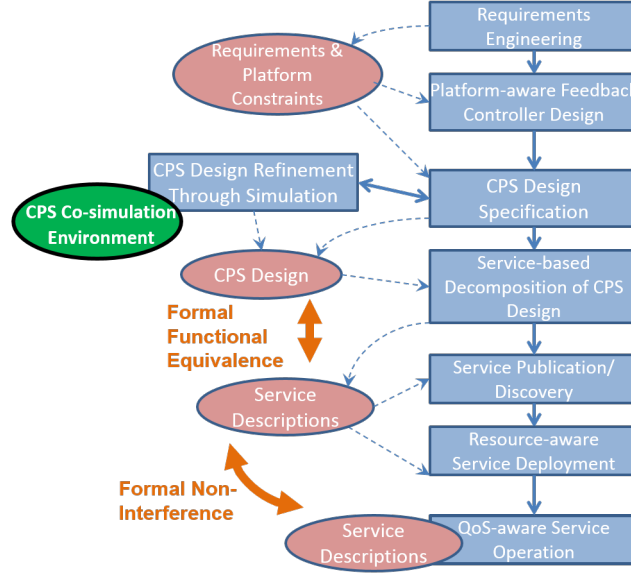 Requirements
Engineering
Requirements &
Platform
Constraints
Platform-aware Feedback
Controller Design
CPS Design Refinement
Through Simulation
CPS Co-simulation
Environment
CPS Design
Specification
CPS Design
Service-based
Decomposition of CPS
Design
Formal
Functional
Equivalence
Service Publication/
Discovery
Service
Descriptions
Resource-aware
Service Deployment
Formal Non-
Interference
Service
Descriptions
QoS-aware Service
Operation